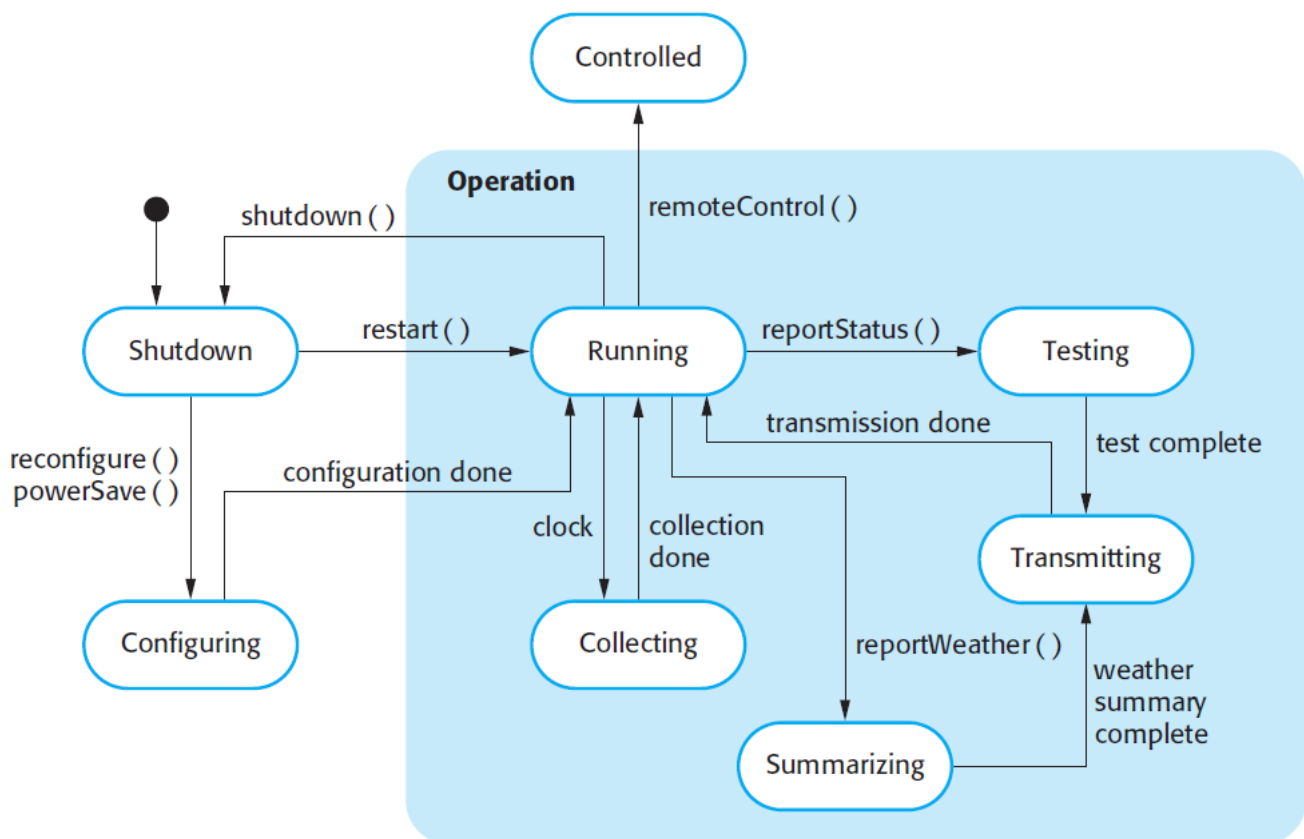 Controlled
Operation
shutdown ( )
remoteControl ( )
Shutdown
restart ( )
Running
reportStatus ( )
Testing
reconfigure ( )
powerSave ( )
configuration done
transmission done
test complete
clock
collection
done
Transmitting
Configuring
Collecting
reportWeather ( )
weather
summary
complete
Summarizing